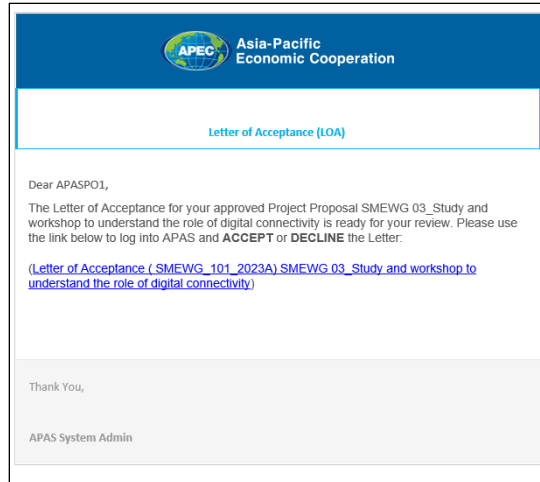 APEC
Asia-Pacific
Economic Cooperation
Letter of Acceptance (LOA)
Dear APASPO1,
The Letter of Acceptance for your approved Project Proposal SMEWG 03_Study and
workshop to understand the role of digital connectivity is ready for your review. Please use
the link below to log into APAS and ACCEPT or DECLINE the Letter:
(Letter of Acceptance ( SMEWG_101_2023A) SMEWG 03_Study and workshop to
understand the role of digital connectivity)
Thank You,
APAS System Admin